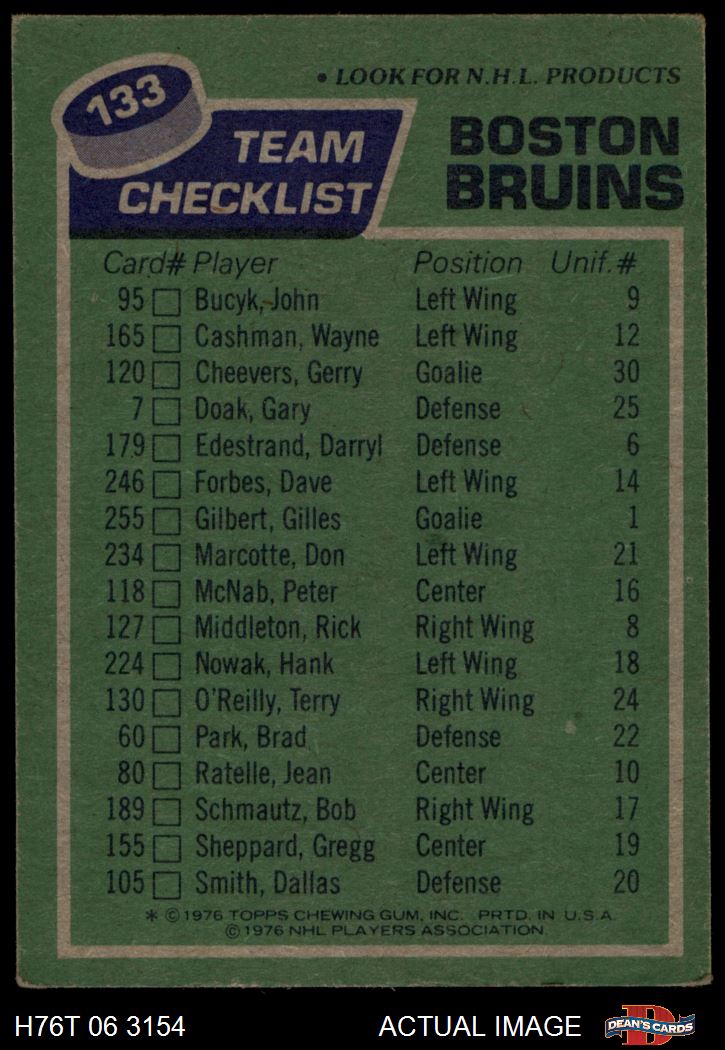 133
• LOOK FOR N.H.L. PRODUCTS
TEAM CHECKLIST
BOSTON BRUINS
Card# Player Position Unif.#
95 Bucyk, John Left Wing 9
165 Cashman, Wayne Left Wing 12
120 Cheevers, Gerry Goalie 30
7 Doak, Gary Defense 25
179 Edestrand, Darryl Defense 6
246 Forbes, Dave Left Wing 14
255 Gilbert, Gilles Goalie 1
234 Marcotte, Don Left Wing 21
118 McNab, Peter Center 16
127 Middleton, Rick Right Wing 8
224 Nowak, Hank Left Wing 18
130 O'Reilly, Terry Right Wing 24
60 Park, Brad Defense 22
80 Ratelle, Jean Center 10
189 Schmautz, Bob Right Wing 17
155 Sheppard, Gregg Center 19
105 Smith, Dallas Defense 20
* ©1976 TOPPS CHEWING GUM, INC. PRTD. IN U.S.A.
©1976 NHL PLAYERS ASSOCIATION
H76T 06 3154 ACTUAL IMAGE
DEAN'S CARDS